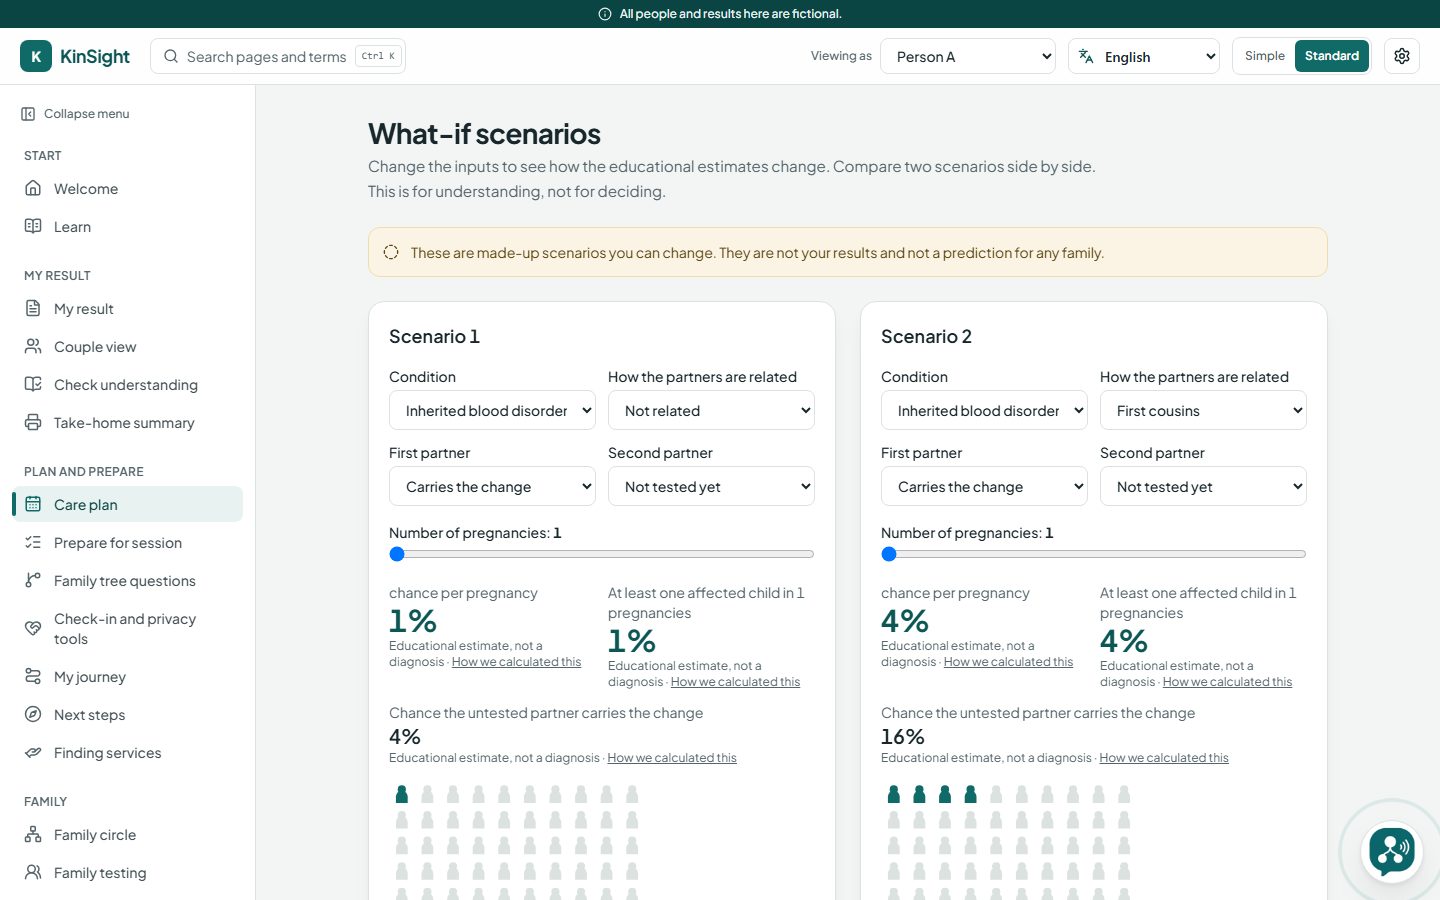 All people and results here are fictional.
K KinSight
Search pages and terms Ctrl K
Viewing as Person A
English
Simple Standard
Collapse menu
START
Welcome
Learn
MY RESULT
My result
Couple view
Check understanding
Take-home summary
PLAN AND PREPARE
Care plan
Prepare for session
Family tree questions
Check-in and privacy
tools
My journey
Next steps
Finding services
FAMILY
Family circle
Family testing
What-if scenarios
Change the inputs to see how the educational estimates change. Compare two scenarios side by side.
This is for understanding, not for deciding.
These are made-up scenarios you can change. They are not your results and not a prediction for any family.
Scenario 1
Condition
Inherited blood disorder
How the partners are related
Not related
First partner
Carries the change
Second partner
Not tested yet
Number of pregnancies: 1
chance per pregnancy
1%
Educational estimate, not a
diagnosis · How we calculated this
At least one affected child in 1
pregnancies
1%
Educational estimate, not a
diagnosis · How we calculated this
Chance the untested partner carries the change
4%
Educational estimate, not a diagnosis · How we calculated this
Scenario 2
Condition
Inherited blood disorder
How the partners are related
First cousins
First partner
Carries the change
Second partner
Not tested yet
Number of pregnancies: 1
chance per pregnancy
4%
Educational estimate, not a
diagnosis · How we calculated this
At least one affected child in 1
pregnancies
4%
Educational estimate, not a
diagnosis · How we calculated this
Chance the untested partner carries the change
16%
Educational estimate, not a diagnosis · How we calculated this